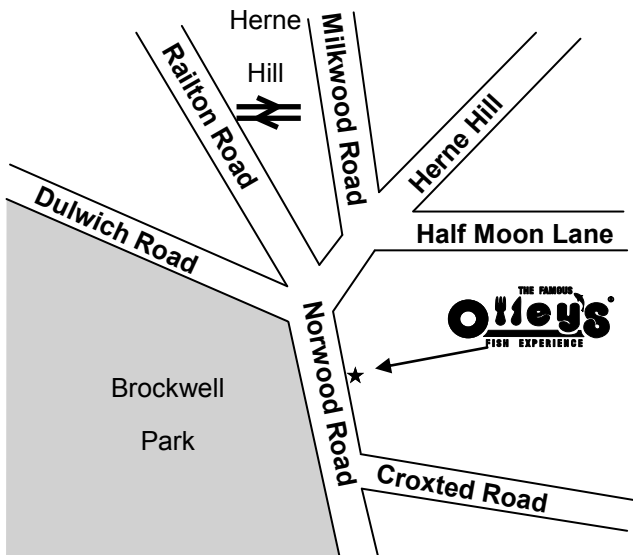 Herne
Hill
Milkwood Road
Railton Road
Herne Hill
Dulwich Road
Half Moon Lane
THE FAMOUS
Olley's®
FISH EXPERIENCE
Norwood Road
Brockwell
Park
Croxted Road